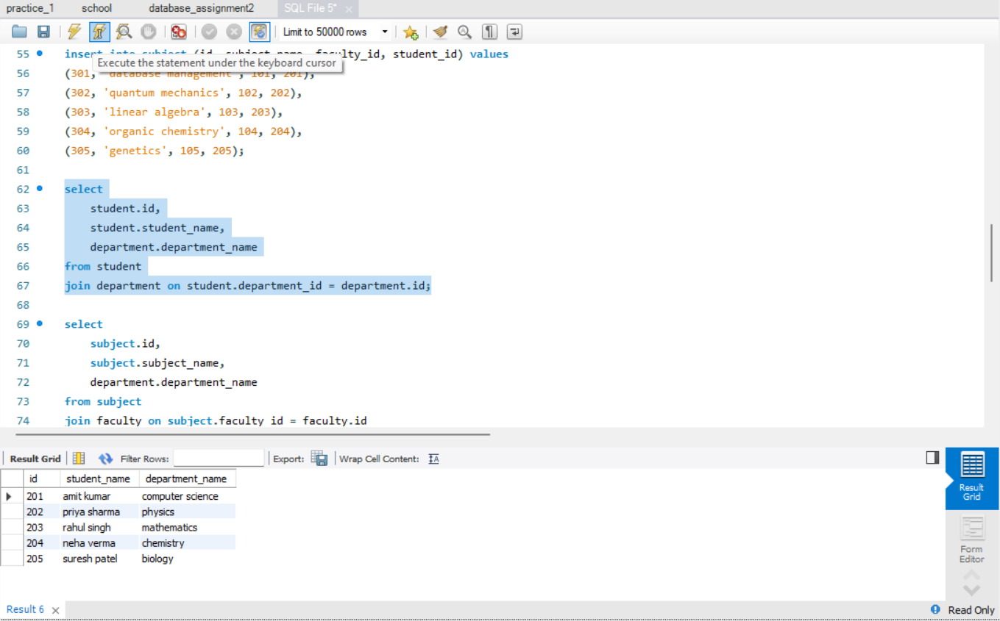 practice_1 school database_assignment2 SQL File 5* ×
Limit to 50000 rows
55 insert into subject (id, subject_name, faculty_id, student_id) values
Execute the statement under the keyboard cursor
56 (301, 'database management', 101, 201),
57 (302, 'quantum mechanics', 102, 202),
58 (303, 'linear algebra', 103, 203),
59 (304, 'organic chemistry', 104, 204),
60 (305, 'genetics', 105, 205);
61
62 select
63 student.id,
64 student.student_name,
65 department.department_name
66 from student
67 join department on student.department_id = department.id;
68
69 select
70 subject.id,
71 subject.subject_name,
72 department.department_name
73 from subject
74 join faculty on subject.faculty_id = faculty.id
Result Grid Filter Rows: Export: Wrap Cell Content:
id student_name department_name
201 amit kumar computer science
202 priya sharma physics
203 rahul singh mathematics
204 neha verma chemistry
205 suresh patel biology
Result
Grid
Form
Editor
Result 6 × Read Only